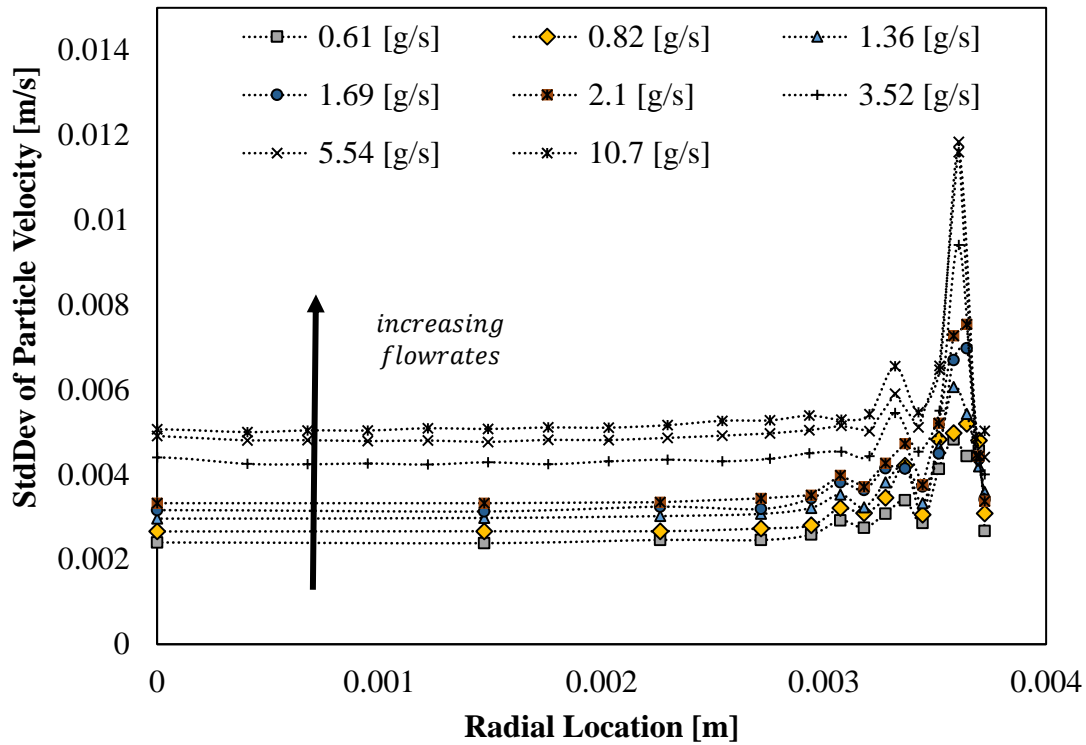 0.61 [g/s] 0.82 [g/s] 1.36 [g/s]
1.69 [g/s] 2.1 [g/s] 3.52 [g/s]
5.54 [g/s] 10.7 [g/s]
StdDev of Particle Velocity [m/s]
0.014
0.012
0.01
0.008
0.006
0.004
0.002
0
increasing
flowrates
0 0.001 0.002 0.003 0.004
Radial Location [m]